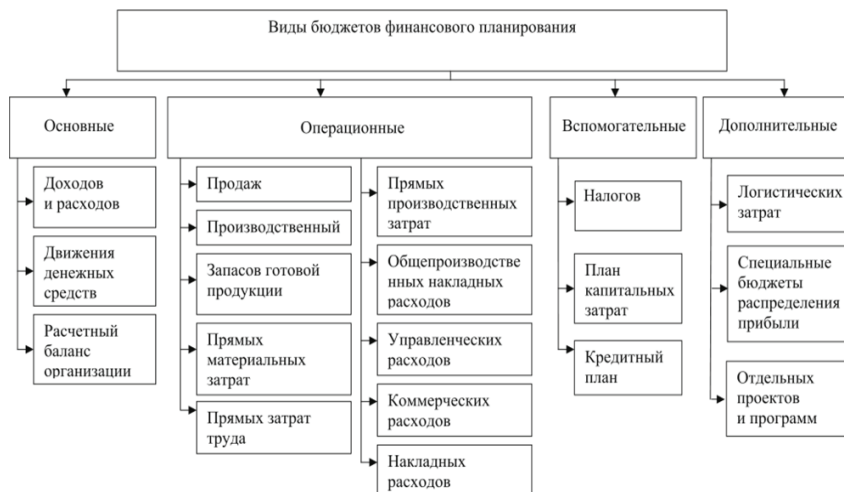 Виды бюджетов финансового планирования
Основные
Операционные
Вспомогательные
Дополнительные
Доходов
и расходов
Движения
денежных
средств
Расчетный
баланс
организации
Продаж
Производственный
Запасов готовой
продукции
Прямых
материальных
затрат
Прямых затрат
труда
Прямых
производственных
затрат
Общепроизводстве
нных накладных
расходов
Управленческих
расходов
Коммерческих
расходов
Накладных
расходов
Налогов
План
капитальных
затрат
Кредитный
план
Логистических
затрат
Специальные
бюджеты
распределения
прибыли
Отдельных
проектов
и программ